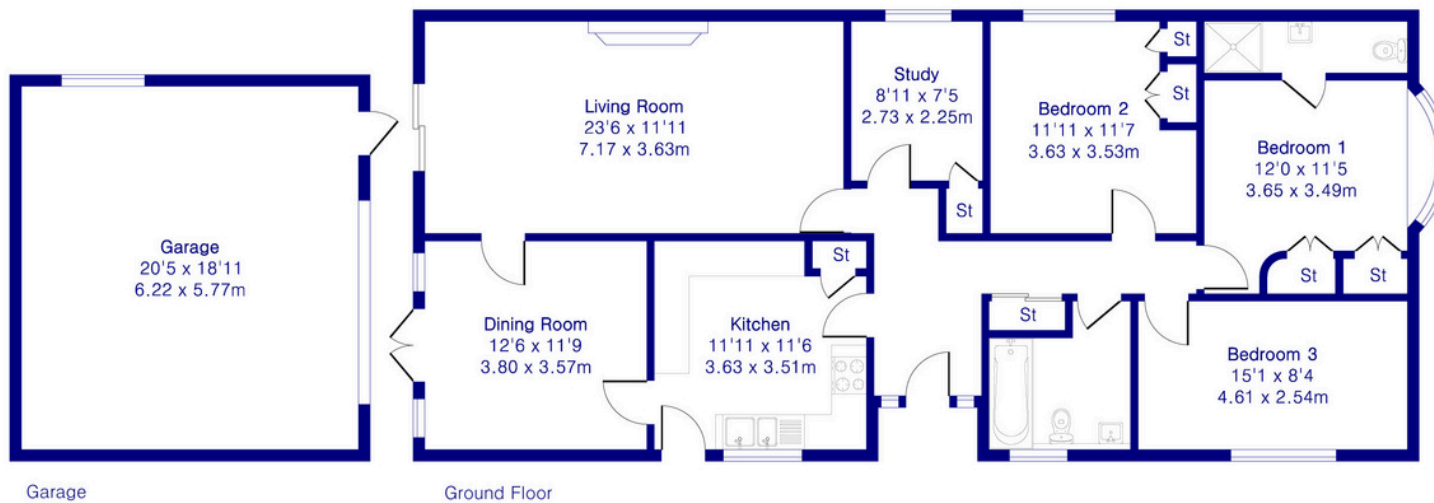 Garage
20'5 x 18'11
6.22 x 5.77m
Living Room
23'6 x 11'11
7.17 x 3.63m
Study
8'11 x 7'5
2.73 x 2.25m
St
Bedroom 2
11'11 x 11'7
3.63 x 3.53m
St
St
Bedroom 1
12'0 x 11'5
3.65 x 3.49m
St
St
Dining Room
12'6 x 11'9
3.80 x 3.57m
St
Kitchen
11'11 x 11'6
3.63 x 3.51m
St
Bedroom 3
15'1 x 8'4
4.61 x 2.54m
Garage
Ground Floor